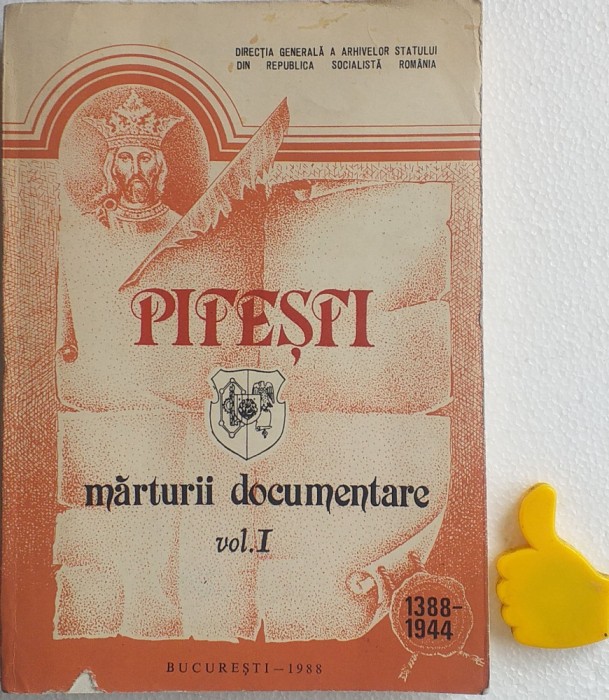 DIRECȚIA GENERALĂ A ARHIVELOR STATULUI
DIN REPUBLICA SOCIALISTĂ ROMÂNIA
PITEȘTI
mărturii documentare
vol. I
1388-
1944
BUCUREȘTI — 1988